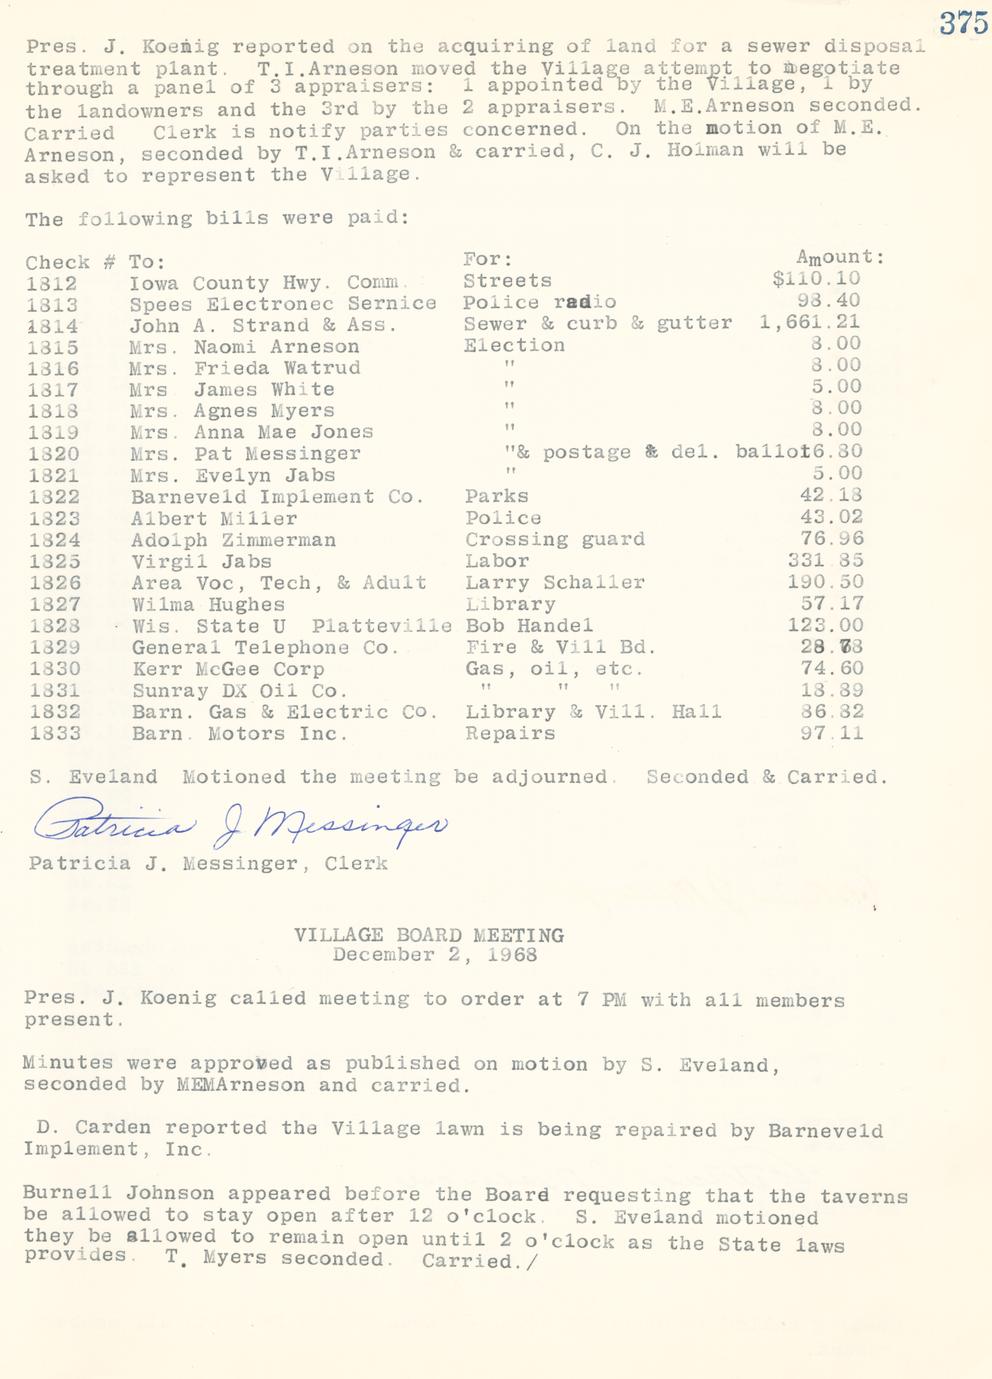 375
Pres. J. Koenig reported on the acquiring of land for a sewer disposal
treatment plant.  T.I.Arneson moved the Village attempt to negotiate
through a panel of 3 appraisers:  1 appointed by the Village, 1 by
the landowners and the 3rd by the 2 appraisers.  M.E.Arneson seconded.
Carried   Clerk is notify parties concerned.  On the motion of M.E.
Arneson, seconded by T.I.Arneson & carried, C. J. Holman will be
asked to represent the Village.
The following bills were paid:
Check # To: For: Amount:
1812 Iowa County Hwy. Comm. Streets $110.10
1813 Spees Electronec Sernice Police radio 98.40
1814 John A. Strand & Ass. Sewer & curb & gutter 1,661.21
1815 Mrs. Naomi Arneson Election 8.00
1816 Mrs. Frieda Watrud " 8.00
1817 Mrs James White " 5.00
1818 Mrs. Agnes Myers " 8.00
1819 Mrs. Anna Mae Jones " 8.00
1820 Mrs. Pat Messinger "& postage & del. ballot6.80
1821 Mrs. Evelyn Jabs " 5.00
1822 Barneveld Implement Co. Parks 42.18
1823 Albert Miller Police 43.02
1824 Adolph Zimmerman Crossing guard 76.96
1825 Virgil Jabs Labor 331 85
1826 Area Voc, Tech, & Adult Larry Schaller 190.50
1827 Wilma Hughes Library 57.17
1828 Wis. State U Platteville Bob Handel 123.00
1829 General Telephone Co. Fire & Vill Bd.
1830 Kerr McGee Corp Gas, oil, etc. 74.60
1831 Sunray DX Oil Co. " " " 18.89
1832 Barn. Gas & Electric Co. Library & Vill. Hall 86.82
1833 Barn. Motors Inc. Repairs 97.11
S. Eveland  Motioned the meeting be adjourned.  Seconded & Carried.
Patricia J Messinger
Patricia J. Messinger, Clerk
VILLAGE BOARD MEETING
December 2, 1968
Pres. J. Koenig called meeting to order at 7 PM with all members
present.
Minutes were approved as published on motion by S. Eveland,
seconded by MEMArneson and carried.
D. Carden reported the Village lawn is being repaired by Barneveld
Implement, Inc.
Burnell Johnson appeared before the Board requesting that the taverns
be allowed to stay open after 12 o'clock.  S. Eveland motioned
they be allowed to remain open until 2 o'clock as the State laws
provides.  T. Myers seconded.  Carried./